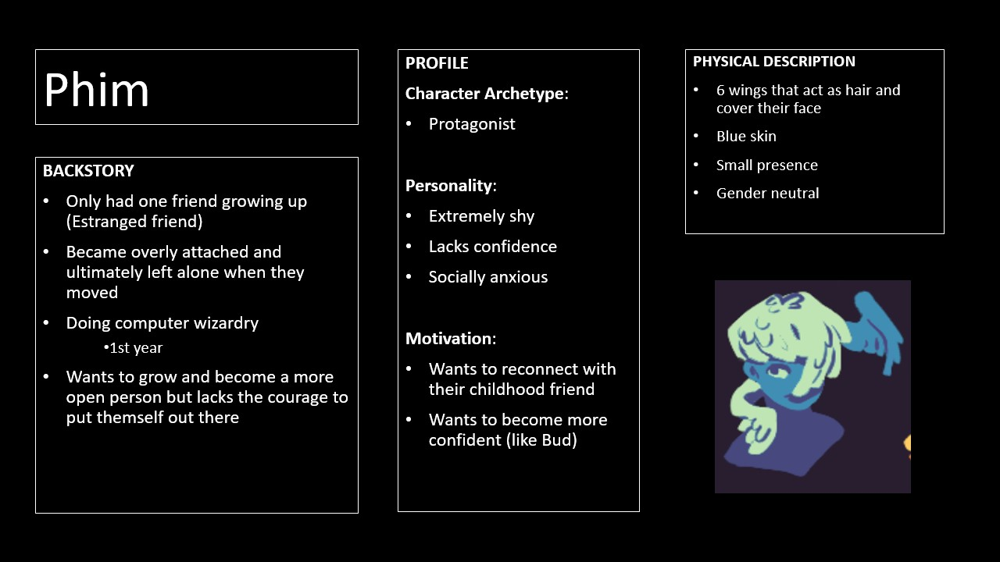 Phim
BACKSTORY
• Only had one friend growing up
(Estranged friend)
• Became overly attached and
ultimately left alone when they
moved
• Doing computer wizardry
•1st year
• Wants to grow and become a more
open person but lacks the courage to
put themself out there
PROFILE
Character Archetype:
• Protagonist
Personality:
• Extremely shy
• Lacks confidence
• Socially anxious
Motivation:
• Wants to reconnect with
their childhood friend
• Wants to become more
confident (like Bud)
PHYSICAL DESCRIPTION
• 6 wings that act as hair and
cover their face
• Blue skin
• Small presence
• Gender neutral